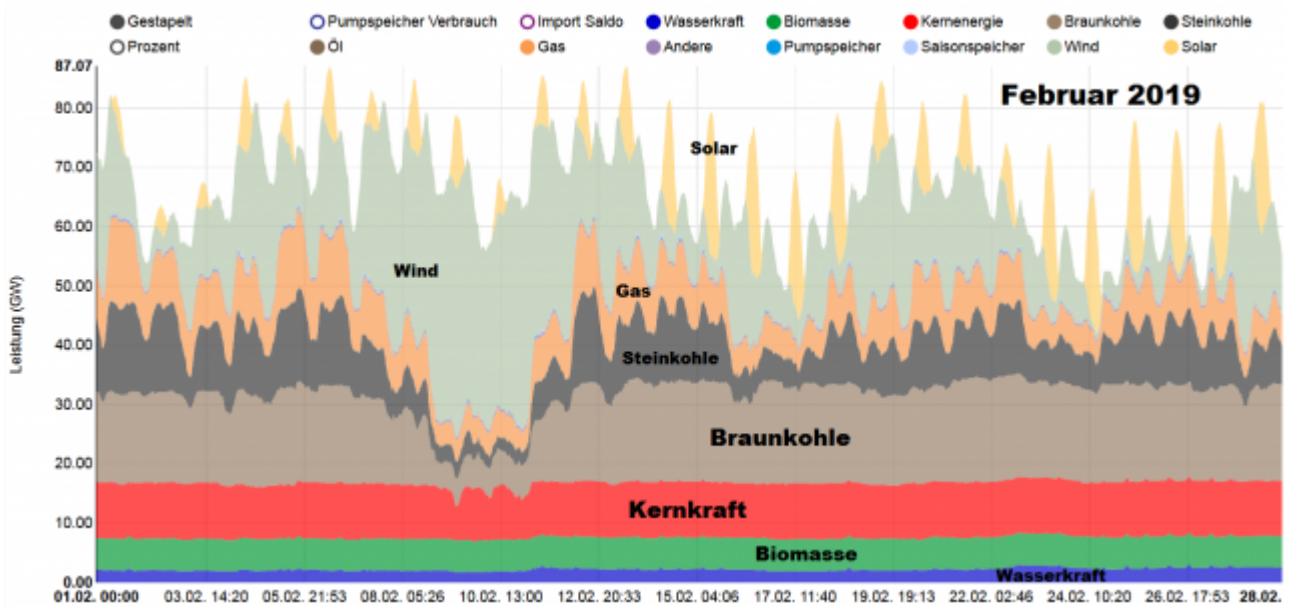 Gestapelt Pumpspeicher Verbrauch Import Saldo Wasserkraft Biomasse Kernenergie Braunkohle Steinkohle
Prozent Öl Gas Andere Pumpspeicher Saisonspeicher Wind Solar
87.07
Februar 2019
80.00
Solar
70.00
60.00
Wind
50.00
Gas
Leistung (GW)
40.00
Steinkohle
30.00
Braunkohle
20.00
Kernkraft
10.00
Biomasse
Wasserkraft
0.00
01.02. 00:00 03.02. 14:20 05.02. 21:53 08.02. 05:26 10.02. 13:00 12.02. 20:33 15.02. 04:06 17.02. 11:40 19.02. 19:13 22.02. 02:46 24.02. 10:20 26.02. 17:53 28.02.